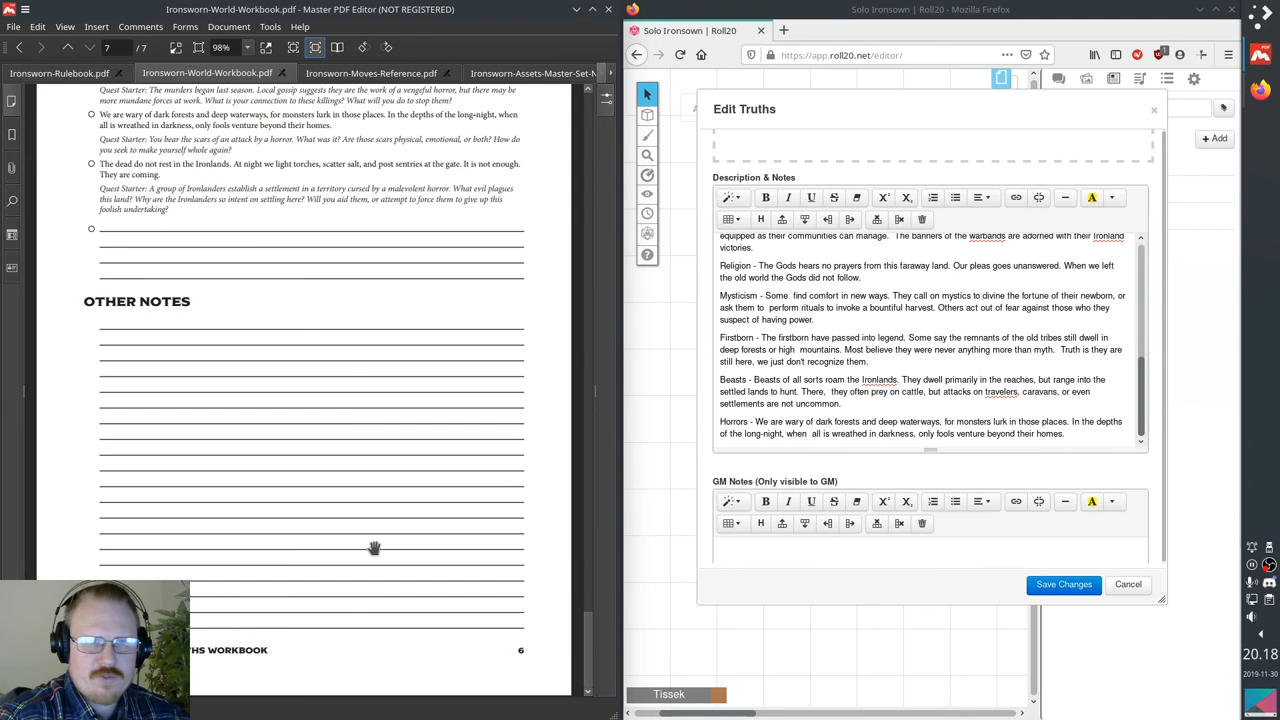 Ironsworn-World-Workbook.pdf - Master PDF Editor (NOT REGISTERED)
File Edit View Insert Comments Forms Document Tools Help
7 / 7 98%
Ironsworn-Rulebook.pdf Ironsworn-World-Workbook.pdf Ironsworn-Moves-Reference.pdf Ironsworn-Assets-Master-Set-N
Quest Starter: The murders began last season. Local gossip suggests they are the work of a vengeful horror, but there may be
more mundane forces at work. What is your connection to these killings? What will you do to stop them?
We are wary of dark forests and deep waterways, for monsters lurk in those places. In the depths of the long-night, when
all is wreathed in darkness, only fools venture beyond their homes.
Quest Starter: You bear the scars of an attack by a horror. What was it? Are those scars physical, emotional, or both? How do
you seek to make yourself whole again?
The dead do not rest in the Ironlands. At night we light torches, scatter salt, and post sentries at the gate. It is not enough.
They are coming.
Quest Starter: A group of Ironlanders establish a settlement in a territory cursed by a malevolent horror. What evil plagues
this land? Why are the Ironlanders so intent on settling here? Will you aid them, or attempt to force them to give up this
foolish undertaking?
OTHER NOTES
THS WORKBOOK 6
Solo Ironsown | Roll20 - Mozilla Firefox
Solo Ironsown | Roll20
https://app.roll20.net/editor/
1
Add
Edit Truths
Description & Notes
B I U S X² X₂ A
H
equipped as their communities can manage. The banners of the warbands are adorned with their Ironland
victories.
Religion - The Gods hears no prayers from this faraway land. Our pleas goes unanswered. When we left
the old world the Gods did not follow.
Mysticism - Some find comfort in new ways. They call on mystics to divine the fortune of their newborn, or
ask them to perform rituals to invoke a bountiful harvest. Others act out of fear against those who they
suspect of having power.
Firstborn - The firstborn have passed into legend. Some say the remnants of the old tribes still dwell in
deep forests or high mountains. Most believe they were never anything more than myth. Truth is they are
still here, we just don't recognize them.
Beasts - Beasts of all sorts roam the Ironlands. They dwell primarily in the reaches, but range into the
settled lands to hunt. There, they often prey on cattle, but attacks on travelers, caravans, or even
settlements are not uncommon.
Horrors - We are wary of dark forests and deep waterways, for monsters lurk in those places. In the depths
of the long-night, when all is wreathed in darkness, only fools venture beyond their homes.
GM Notes (Only visible to GM)
B I U S X² X₂ A
H
Save Changes Cancel
Tissek
20.18
2019-11-30